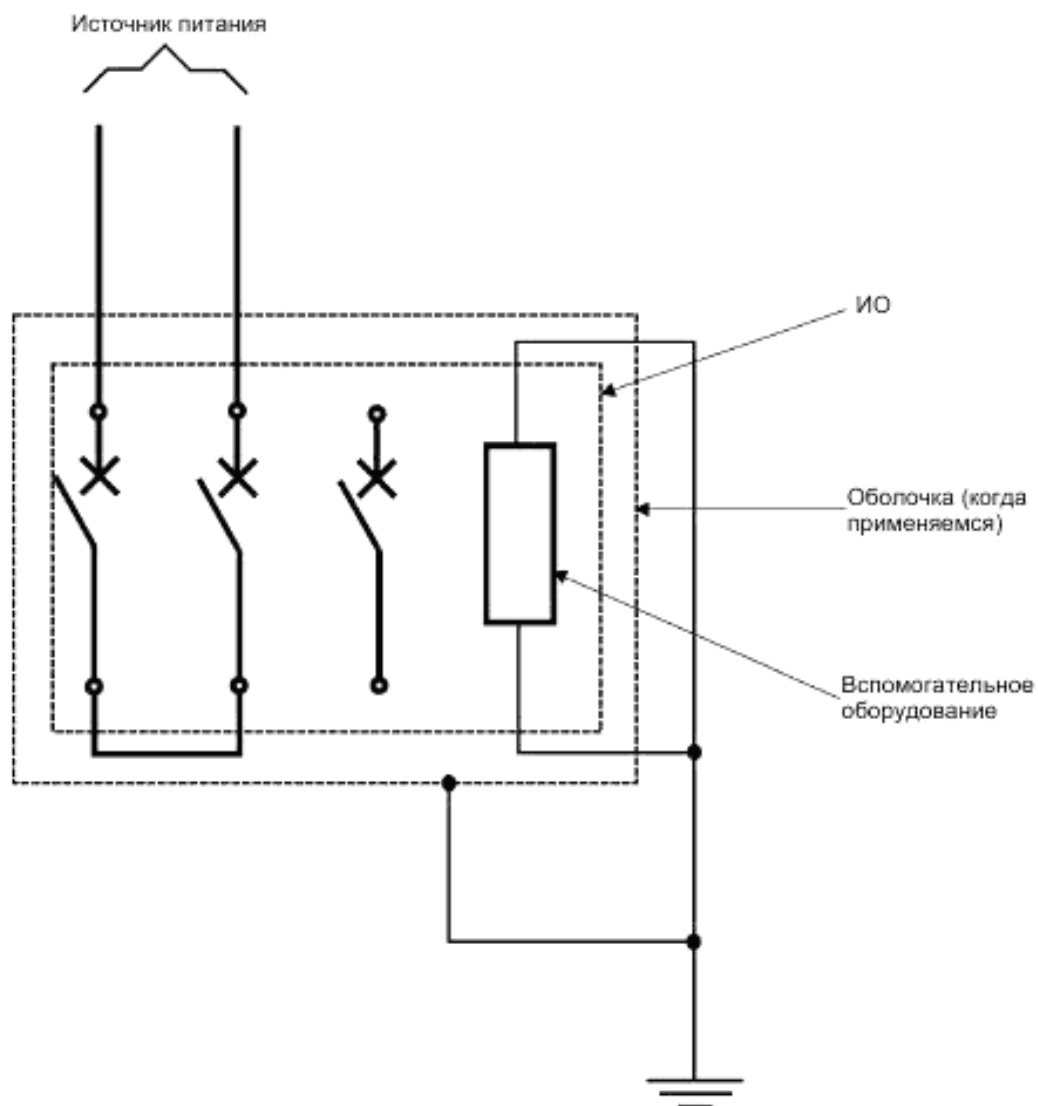 Источник питания
ИО
Оболочка (когда
применяемся)
Вспомогательное
оборудование